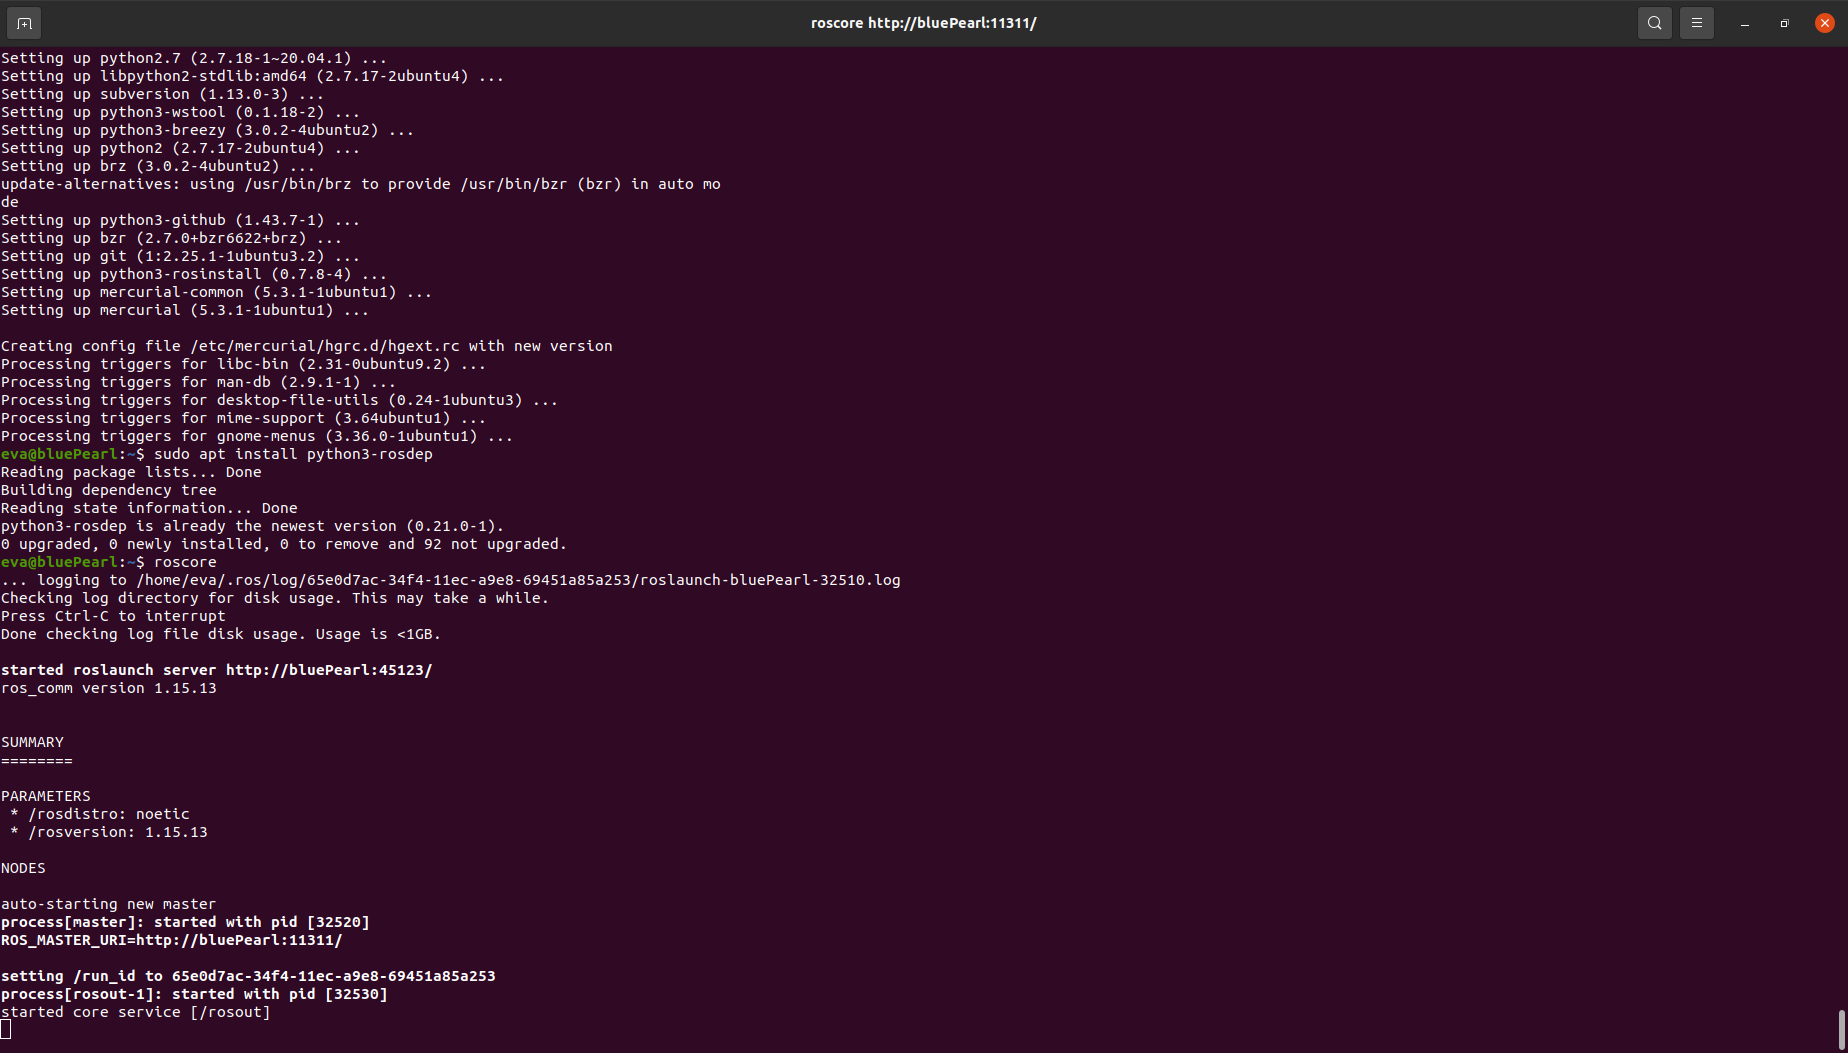 roscore http://bluePearl:11311/
Setting up python2.7 (2.7.18-1~20.04.1) ...
Setting up libpython2-stdlib:amd64 (2.7.17-2ubuntu4) ...
Setting up subversion (1.13.0-3) ...
Setting up python3-wstool (0.1.18-2) ...
Setting up python3-breezy (3.0.2-4ubuntu2) ...
Setting up python2 (2.7.17-2ubuntu4) ...
Setting up brz (3.0.2-4ubuntu2) ...
update-alternatives: using /usr/bin/brz to provide /usr/bin/bzr (bzr) in auto mo
de
Setting up python3-github (1.43.7-1) ...
Setting up bzr (2.7.0+bzr6622+brz) ...
Setting up git (1:2.25.1-1ubuntu3.2) ...
Setting up python3-rosinstall (0.7.8-4) ...
Setting up mercurial-common (5.3.1-1ubuntu1) ...
Setting up mercurial (5.3.1-1ubuntu1) ...

Creating config file /etc/mercurial/hgrc.d/hgext.rc with new version
Processing triggers for libc-bin (2.31-0ubuntu9.2) ...
Processing triggers for man-db (2.9.1-1) ...
Processing triggers for desktop-file-utils (0.24-1ubuntu3) ...
Processing triggers for mime-support (3.64ubuntu1) ...
Processing triggers for gnome-menus (3.36.0-1ubuntu1) ...
eva@bluePearl:~$ sudo apt install python3-rosdep
Reading package lists... Done
Building dependency tree
Reading state information... Done
python3-rosdep is already the newest version (0.21.0-1).
0 upgraded, 0 newly installed, 0 to remove and 92 not upgraded.
eva@bluePearl:~$ roscore
... logging to /home/eva/.ros/log/65e0d7ac-34f4-11ec-a9e8-69451a85a253/roslaunch-bluePearl-32510.log
Checking log directory for disk usage. This may take a while.
Press Ctrl-C to interrupt
Done checking log file disk usage. Usage is <1GB.

started roslaunch server http://bluePearl:45123/
ros_comm version 1.15.13

SUMMARY
========

PARAMETERS
 * /rosdistro: noetic
 * /rosversion: 1.15.13

NODES

auto-starting new master
process[master]: started with pid [32520]
ROS_MASTER_URI=http://bluePearl:11311/

setting /run_id to 65e0d7ac-34f4-11ec-a9e8-69451a85a253
process[rosout-1]: started with pid [32530]
started core service [/rosout]